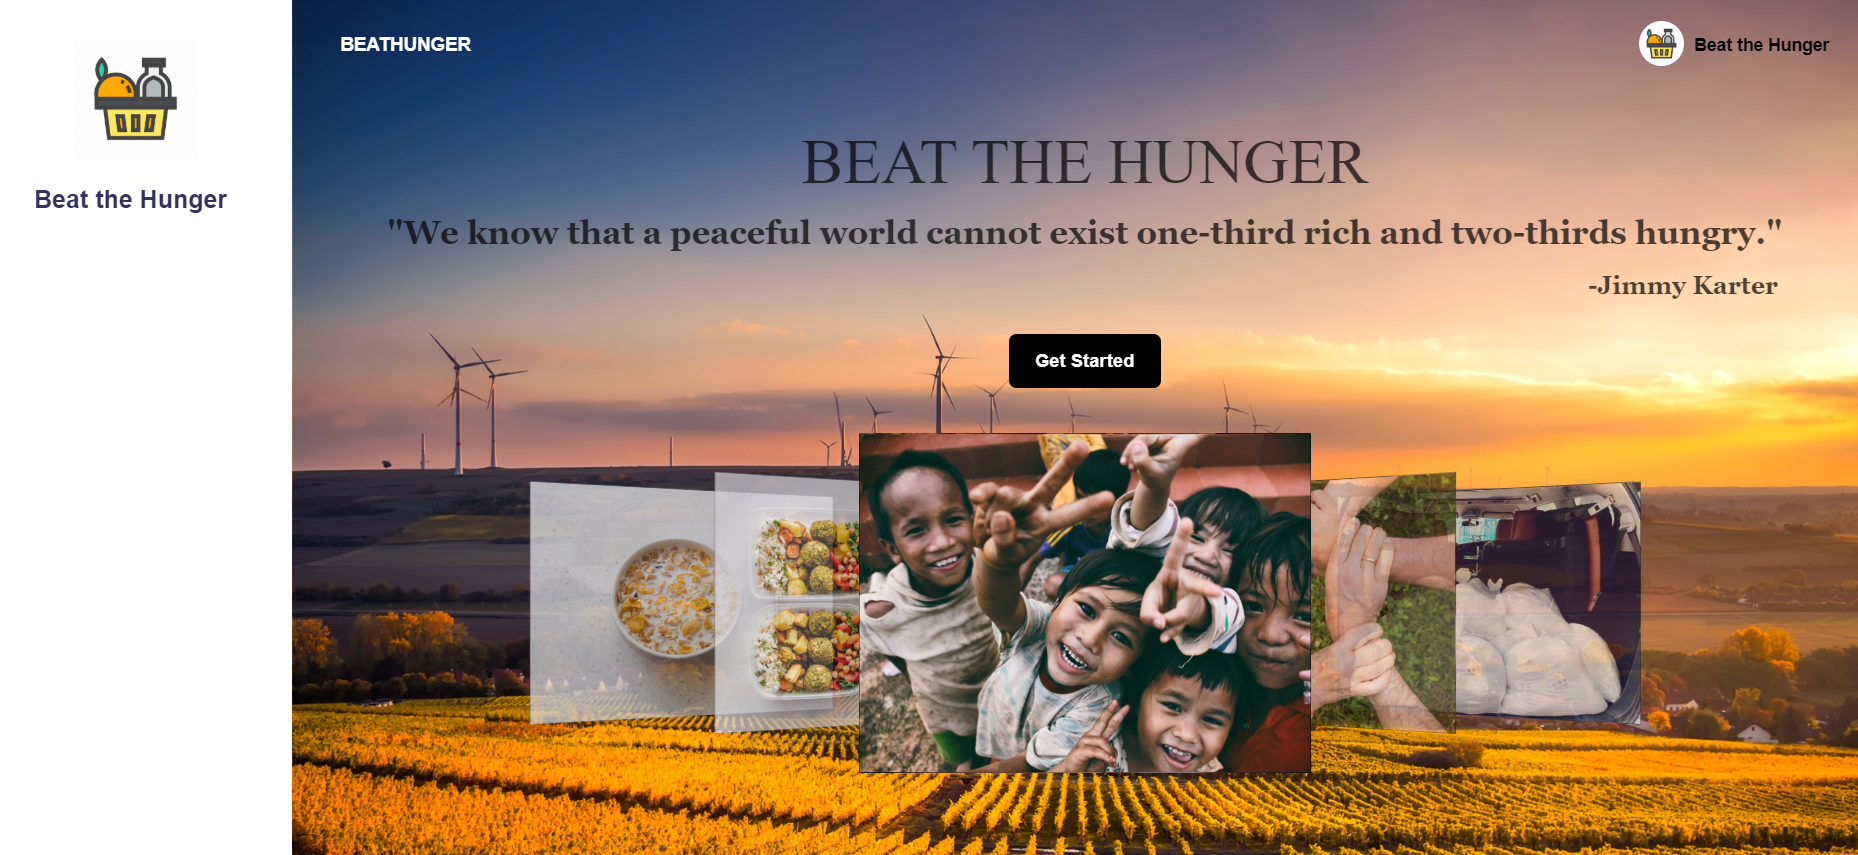 Beat the Hunger
BEATHUNGER
Beat the Hunger
BEAT THE HUNGER
"We know that a peaceful world cannot exist one-third rich and two-thirds hungry."
-Jimmy Karter
Get Started